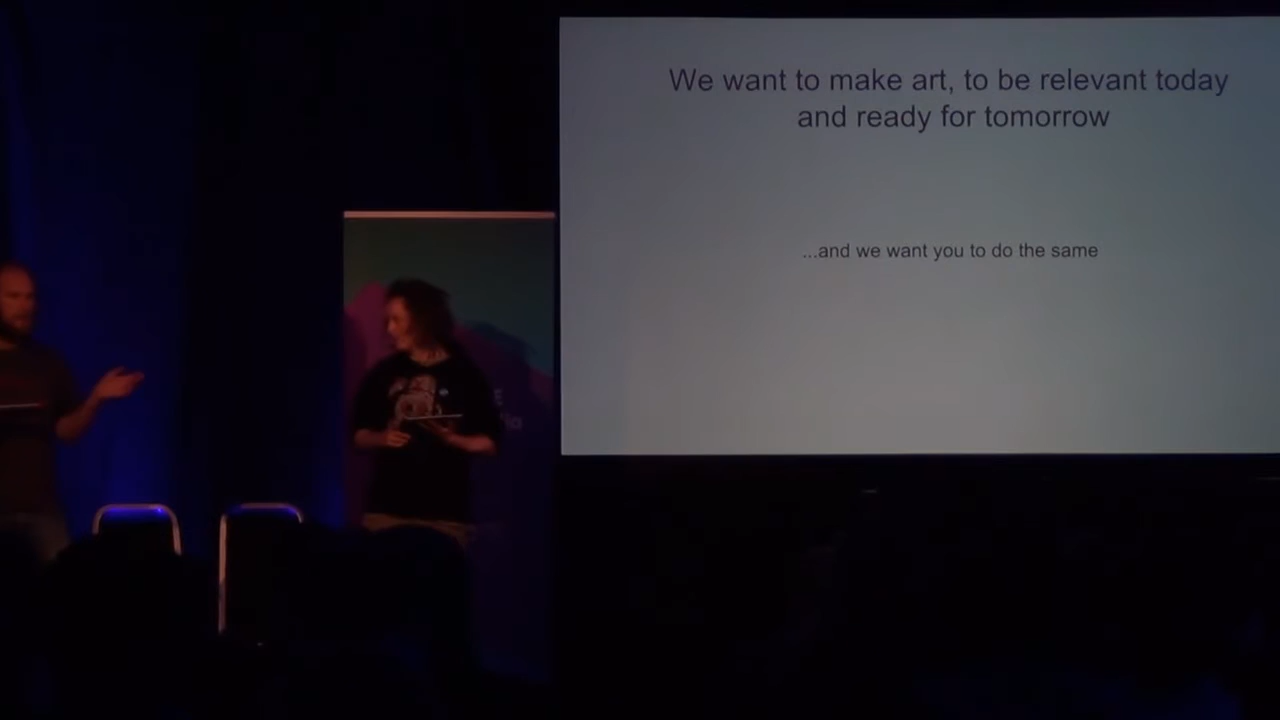 We want to make art, to be relevant today
and ready for tomorrow
...and we want you to do the same